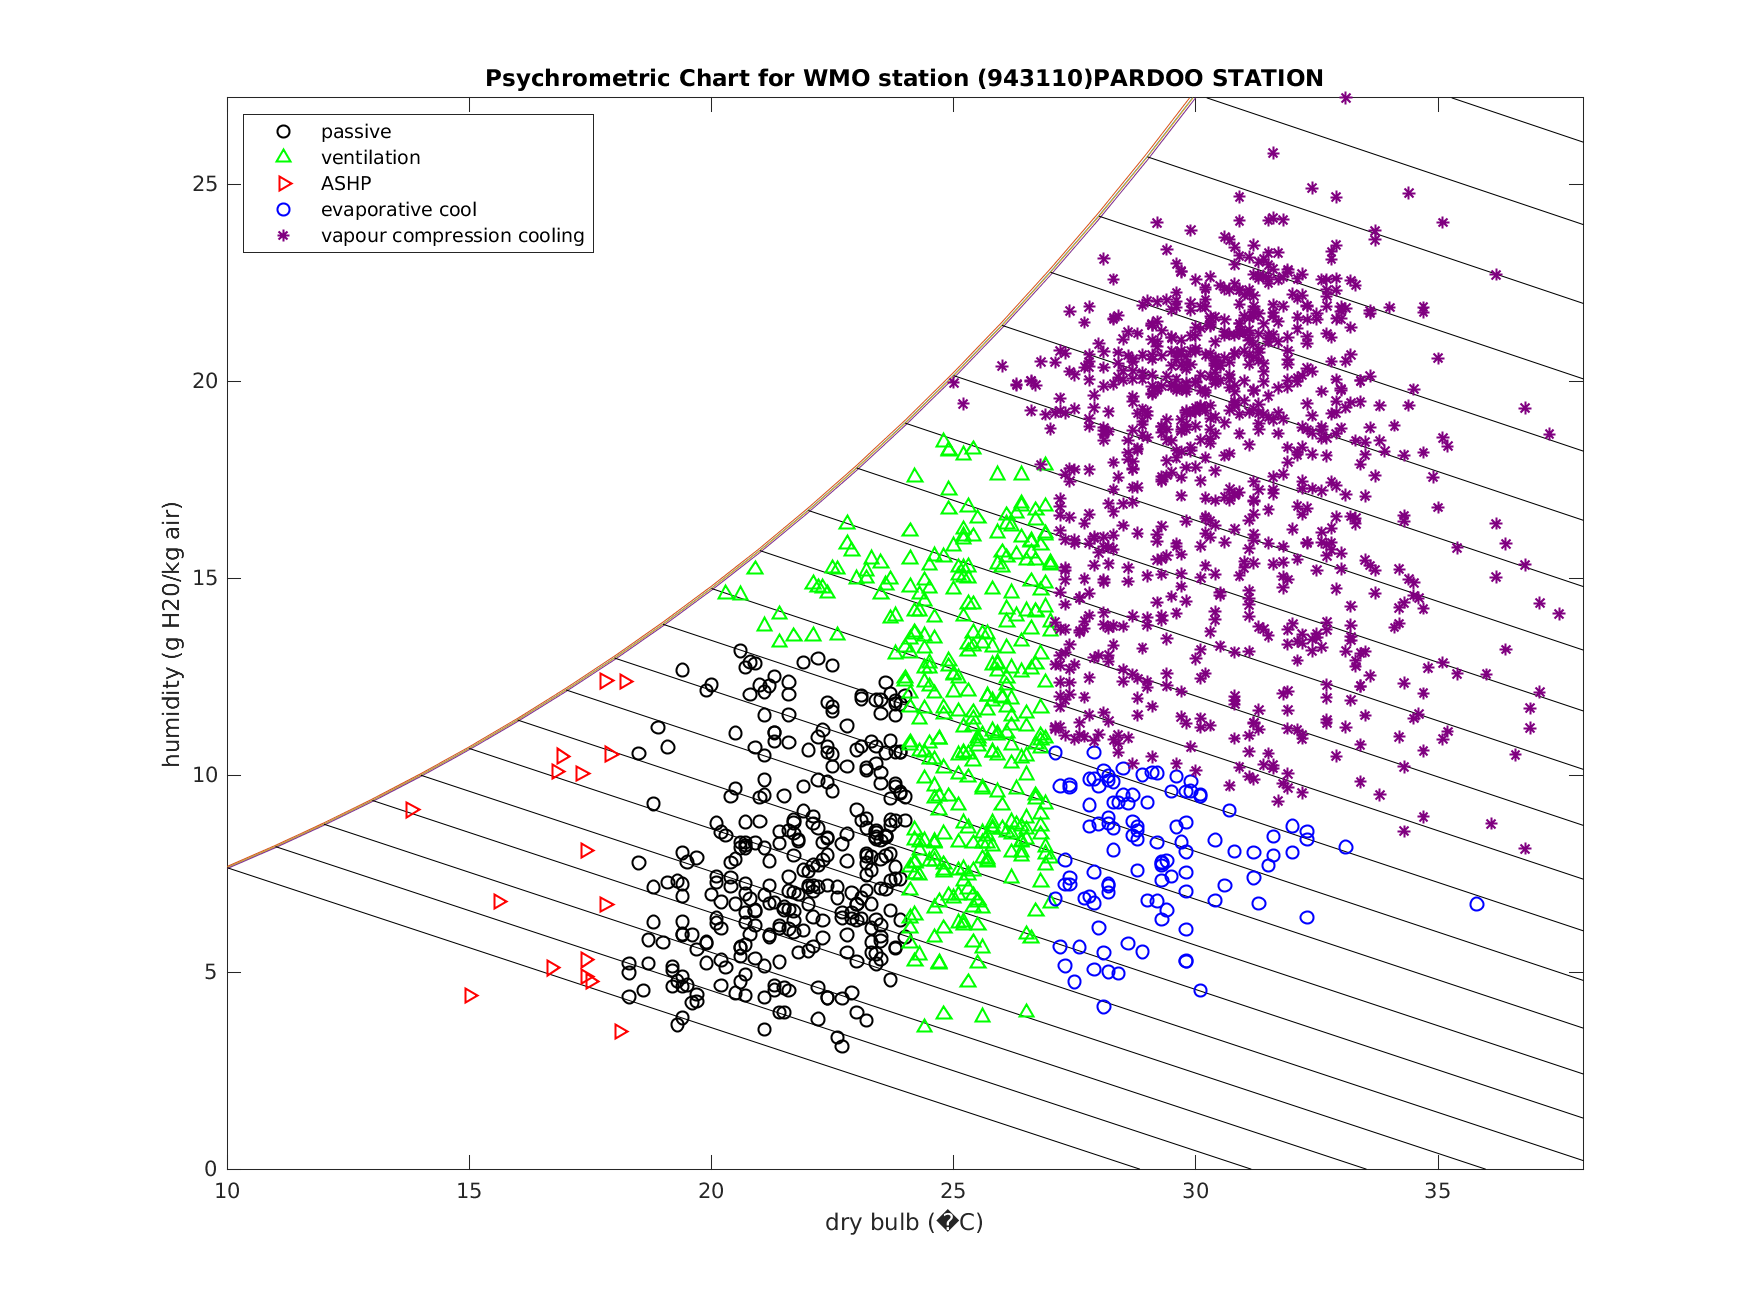 Psychrometric Chart for WMO station (943110)PARDOO STATION
passive
ventilation
ASHP
evaporative cool
vapour compression cooling
25
20
15
10
5
0
humidity (g H20/kg air)
10 15 20 25 30 35
dry bulb (�C)